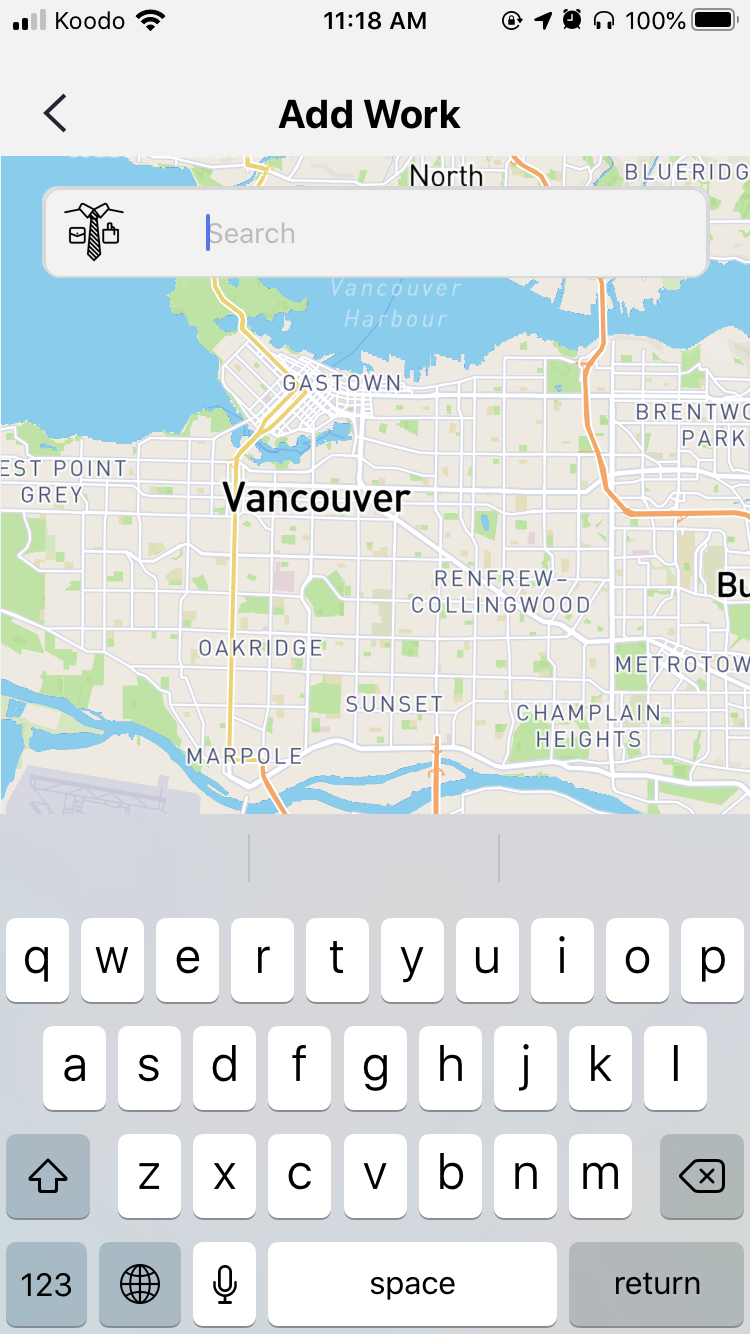 Koodo 11:18 AM 100%
Add Work
North
BLUERIDG
Search
Vancouver
Harbour
GASTOWN
BRENTWO
PARK
EST POINT
GREY
Vancouver
RENFREW-
COLLINGWOOD
Bu
OAKRIDGE
METROTOW
SUNSET
CHAMPLAIN
HEIGHTS
MARPOLE
q w e r t y u i o p
a s d f g h j k l
z x c v b n m
123 space return